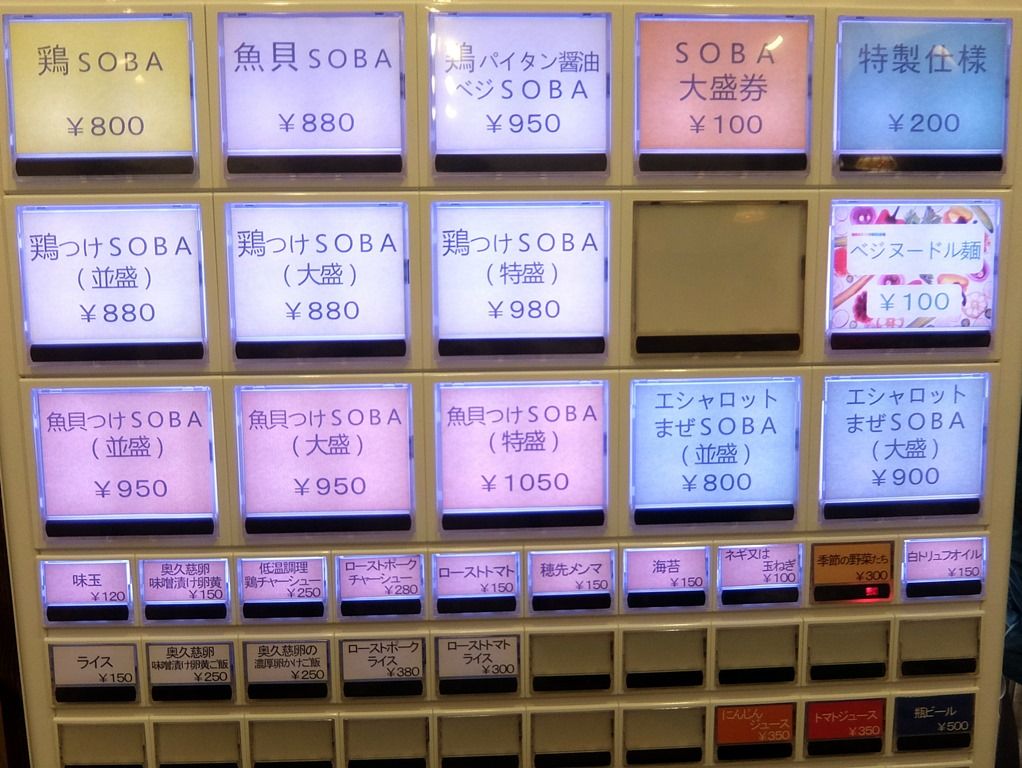 鶏SOBA
¥800
魚貝SOBA
¥880
鶏パイタン醤油
ベジSOBA
¥950
SOBA
大盛券
¥100
特製仕様
¥200
鶏つけSOBA
(並盛)
¥880
鶏つけSOBA
(大盛)
¥880
鶏つけSOBA
(特盛)
¥980
ベジヌードル麺
¥100
魚貝つけSOBA
(並盛)
¥950
魚貝つけSOBA
(大盛)
¥950
魚貝つけSOBA
(特盛)
¥1050
エシャロット
まぜSOBA
(並盛)
¥800
エシャロット
まぜSOBA
(大盛)
¥900
味玉
¥120
奥久慈卵
味噌漬け卵黄
¥150
低温調理
鶏チャーシュー
¥250
ローストポーク
チャーシュー
¥280
ローストトマト
¥150
穂先メンマ
¥150
海苔
¥150
ネギ又は
玉ねぎ
¥100
季節の野菜たち
¥300
白トリュフオイル
¥150
ライス
¥150
奥久慈卵
味噌漬け卵黄ご飯
¥250
奥久慈卵の
濃厚卵かけご飯
¥250
ローストポーク
ライス
¥380
ローストトマト
ライス
¥300
にんじん
ジュース
¥350
トマトジュース
¥350
瓶ビール
¥500